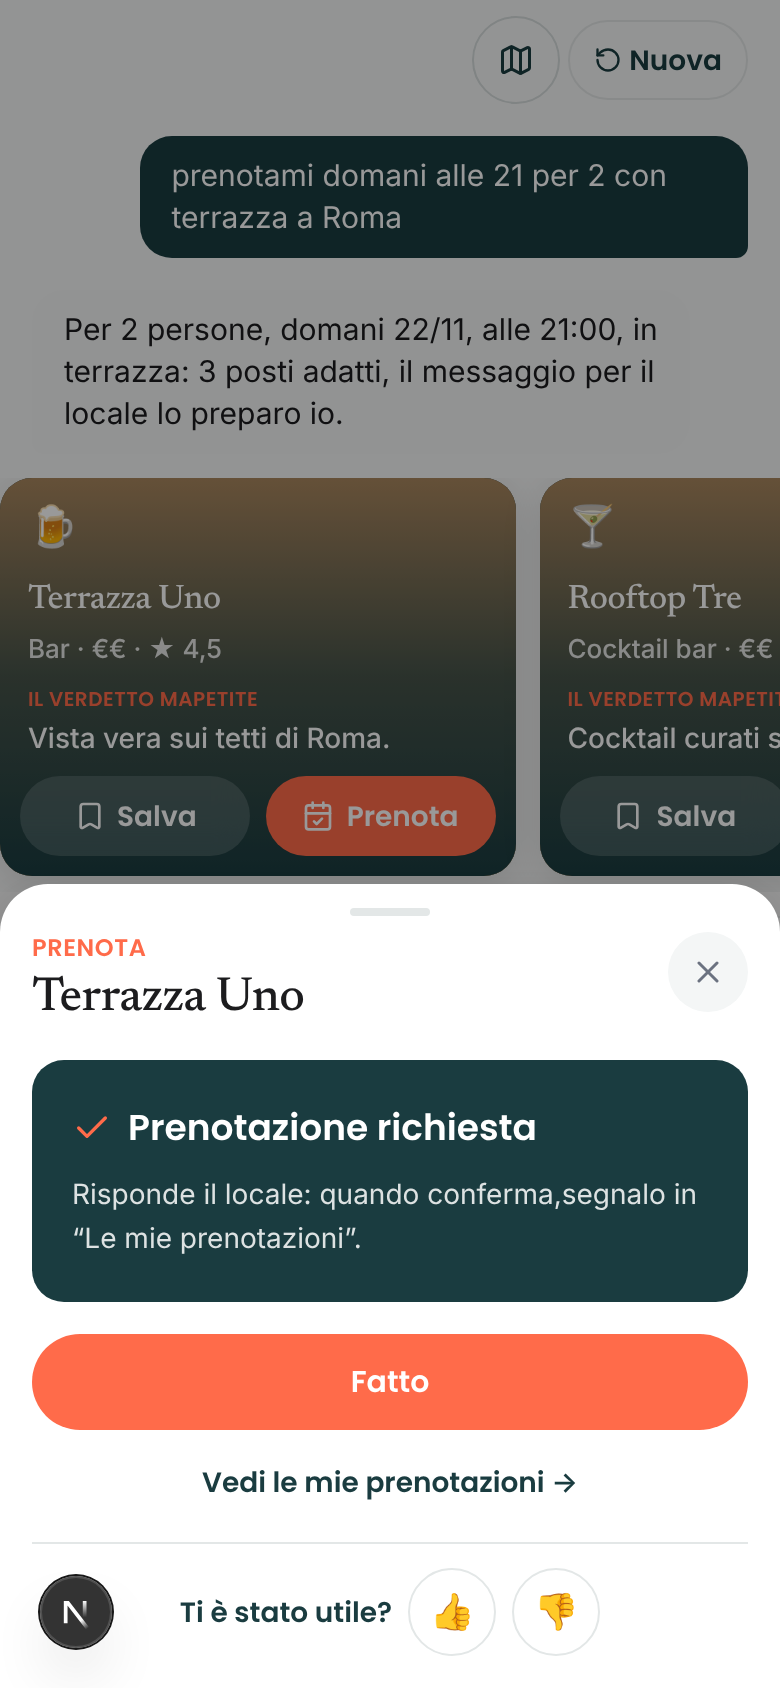 Nuova
prenotami domani alle 21 per 2 con
terrazza a Roma
Per 2 persone, domani 22/11, alle 21:00, in
terrazza: 3 posti adatti, il messaggio per il
locale lo preparo io.
Terrazza Uno
Bar · €€ · ★ 4,5
IL VERDETTO MAPETITE
Vista vera sui tetti di Roma.
Salva
Prenota
Rooftop Tre
Cocktail bar · €€
IL VERDETTO MAPETIT
Cocktail curati s
Salva
PRENOTA
Terrazza Uno
Prenotazione richiesta
Risponde il locale: quando conferma,segnalo in
“Le mie prenotazioni”.
Fatto
Vedi le mie prenotazioni →
N
Ti è stato utile?